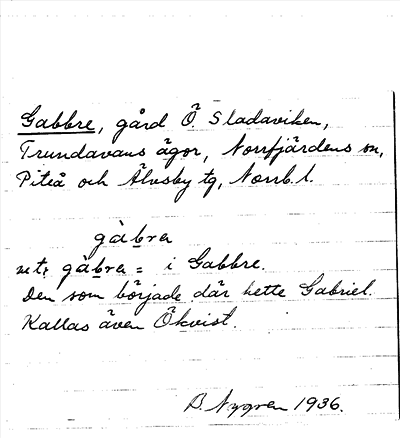 Gabbre, gård Ö. Sladaviken,
Trundavans ägor, Norrfjärdens sn,
Piteå och Älvsby tg, Norrb. l.
gàbra
gàbra = i Gabbre.
Den som började där hette Gabriel.
Kallas även Ökvist.
B. Nygren 1936.